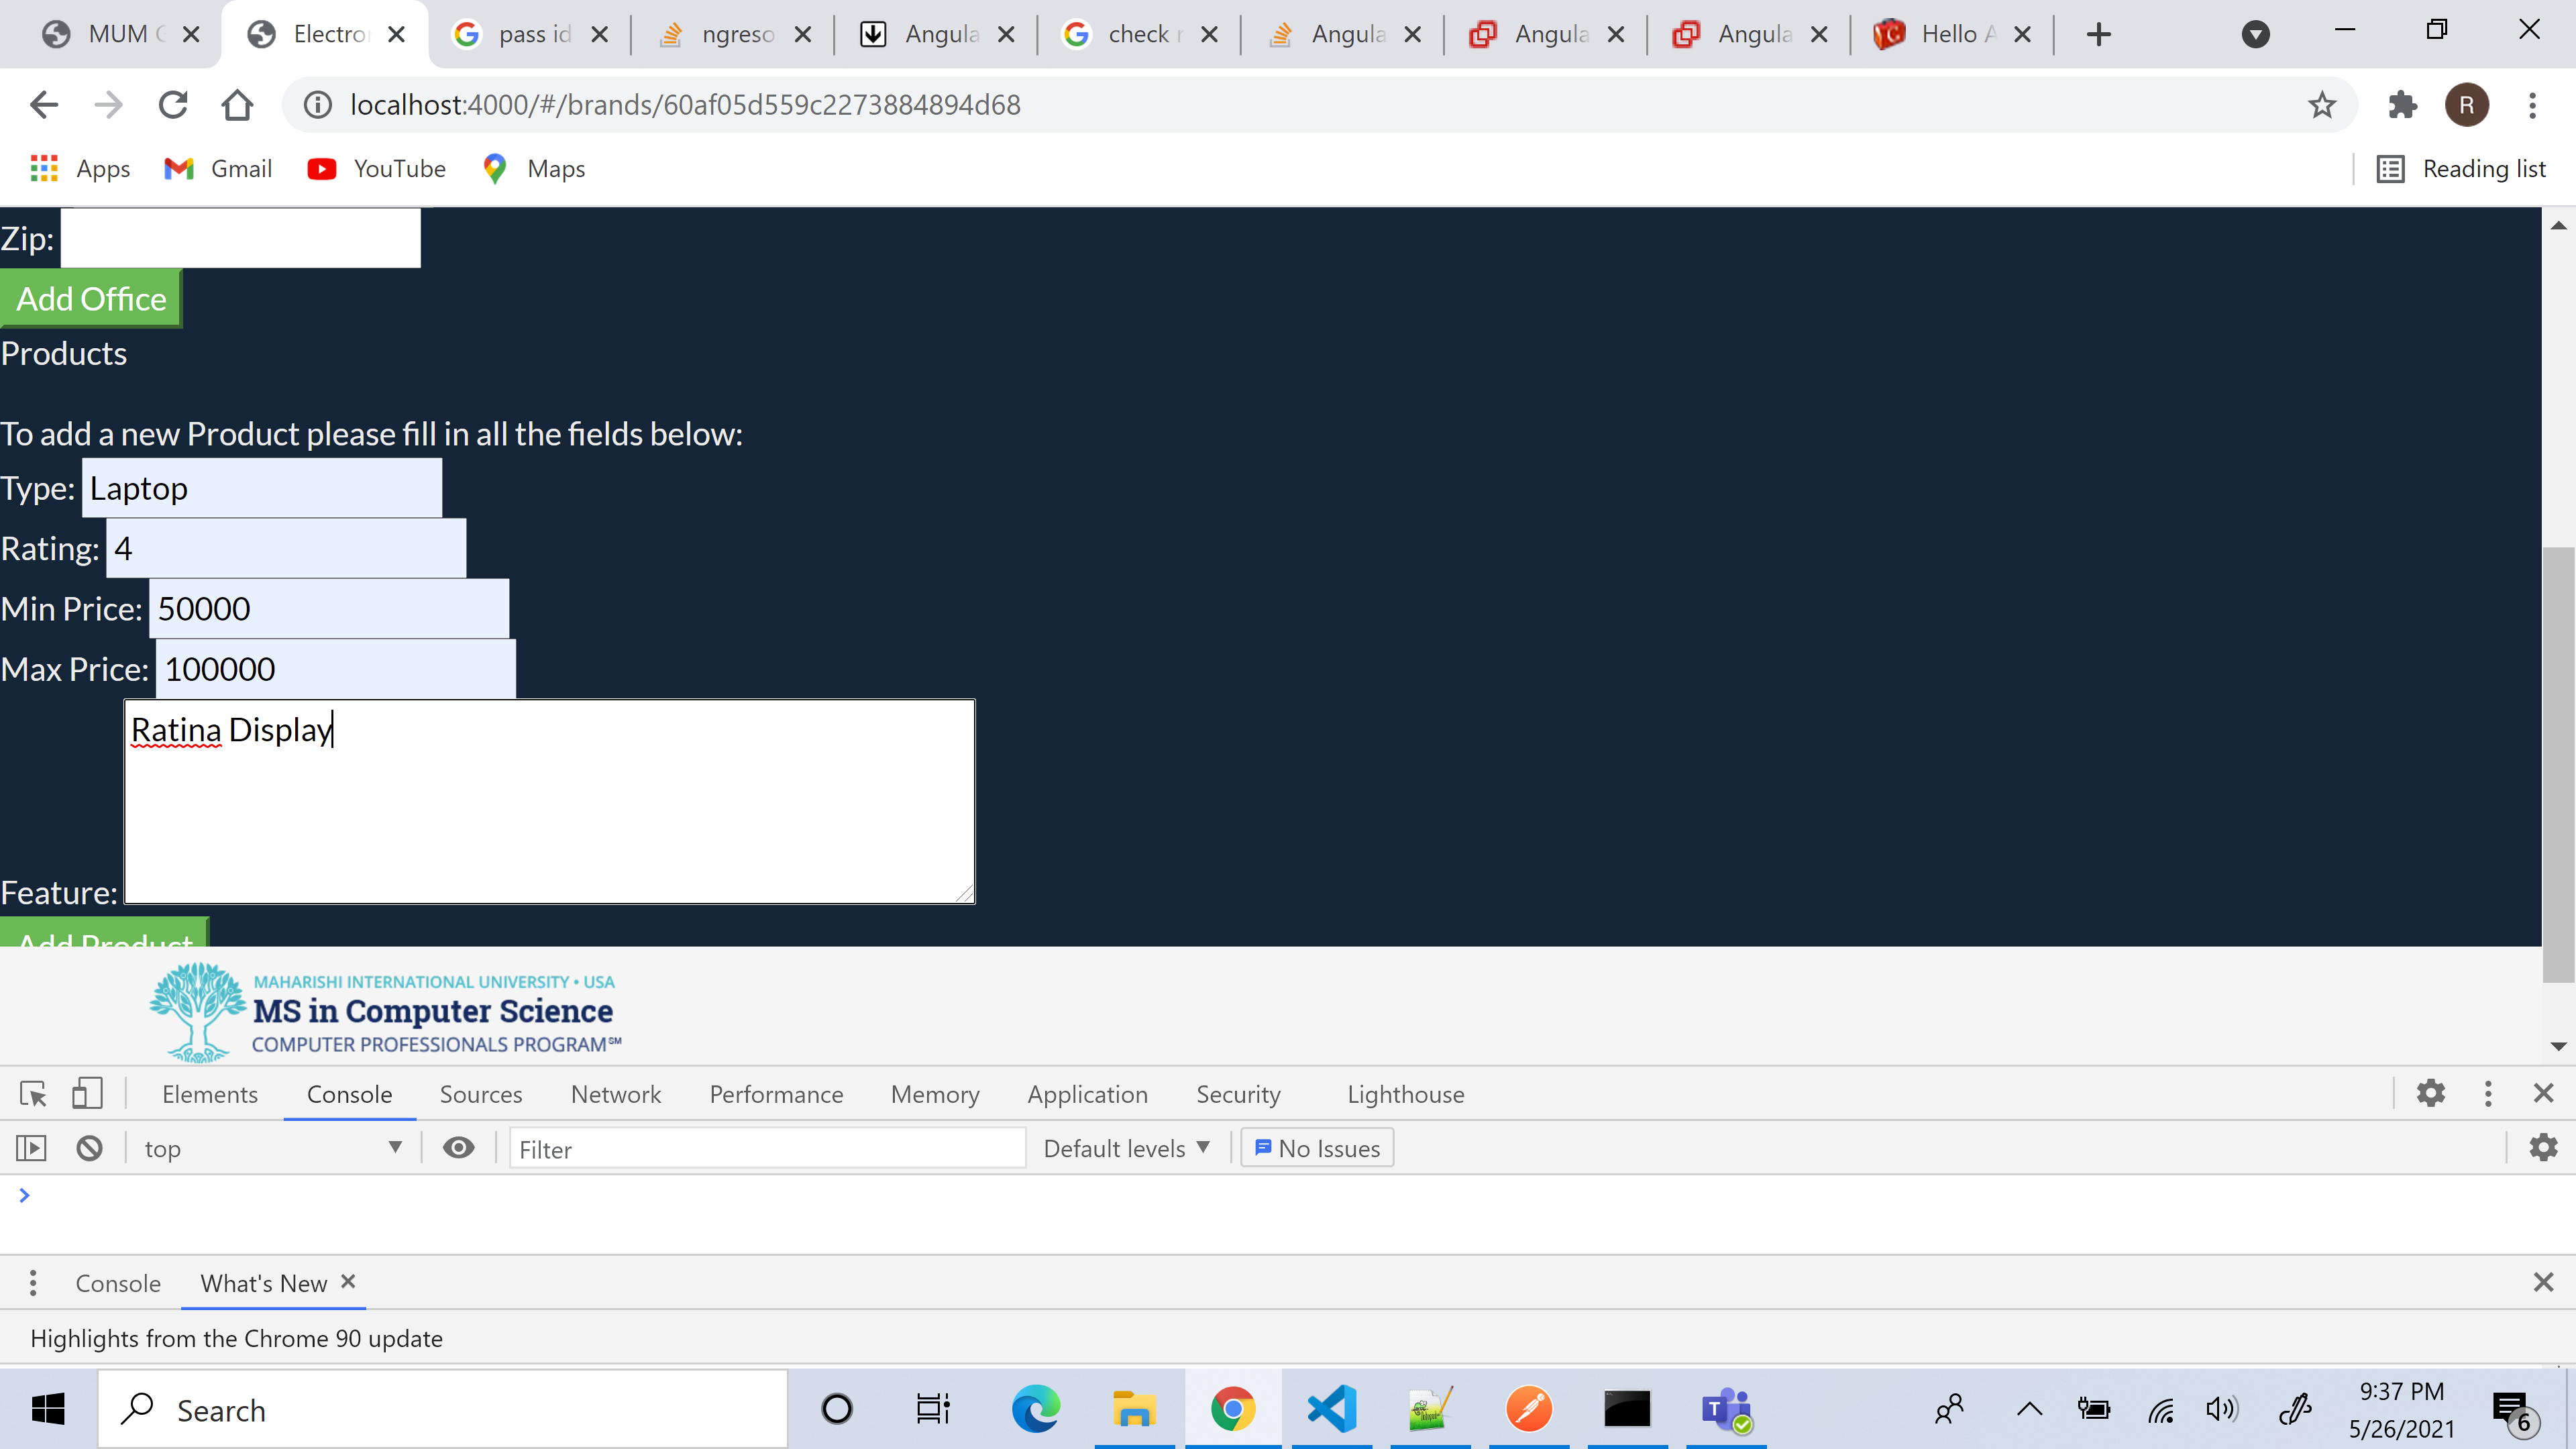 MUM C
Electro
pass id
ngreso
Angula
check r
Angula
Angula
Angula
Hello A
localhost:4000/#/brands/60af05d559c2273884894d68
R
Apps Gmail YouTube Maps Reading list
Zip:
Add Office
Products
To add a new Product please fill in all the fields below:
Type: Laptop
Rating: 4
Min Price: 50000
Max Price: 100000
Ratina Display
Feature:
Add Product
MAHARISHI INTERNATIONAL UNIVERSITY • USA
MS in Computer Science
COMPUTER PROFESSIONALS PROGRAM℠
Elements Console Sources Network Performance Memory Application Security Lighthouse
top Filter Default levels No Issues
Console What's New
Highlights from the Chrome 90 update
Search
9:37 PM
5/26/2021
6